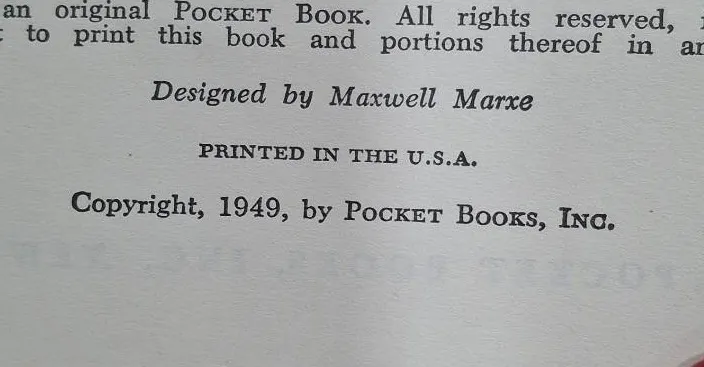 an original POCKET BOOK. All rights reserved,
to print this book and portions thereof in
Designed by Maxwell Marxe
PRINTED IN THE U.S.A.
Copyright, 1949, by POCKET BOOKS, INC.